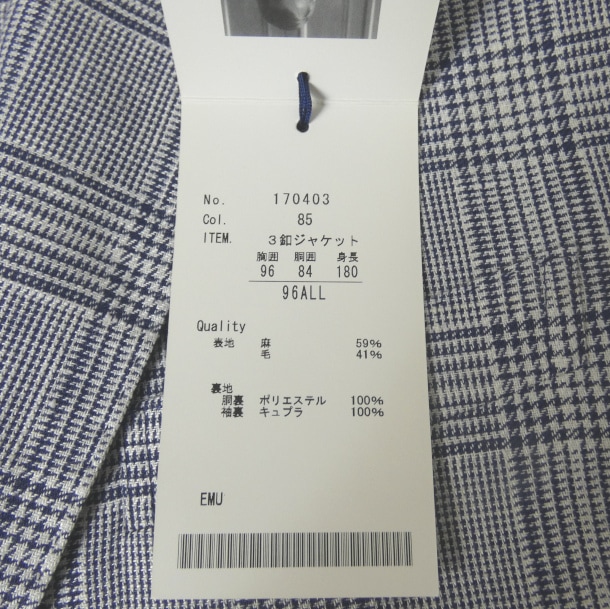 No. 170403
Col. 85
ITEM. 3釦ジャケット
胸囲 胴囲 身長
96 84 180
96ALL
Quality
表地 麻 59%
毛 41%
裏地
胴裏 ポリエステル 100%
袖裏 キュプラ 100%
EMU